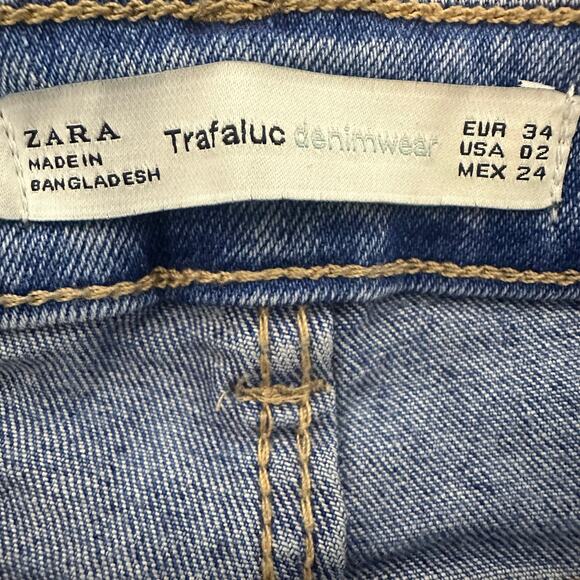 ZARA
MADE IN
BANGLADESH
Trafaluc denimwear
EUR 34
USA 02
MEX 24